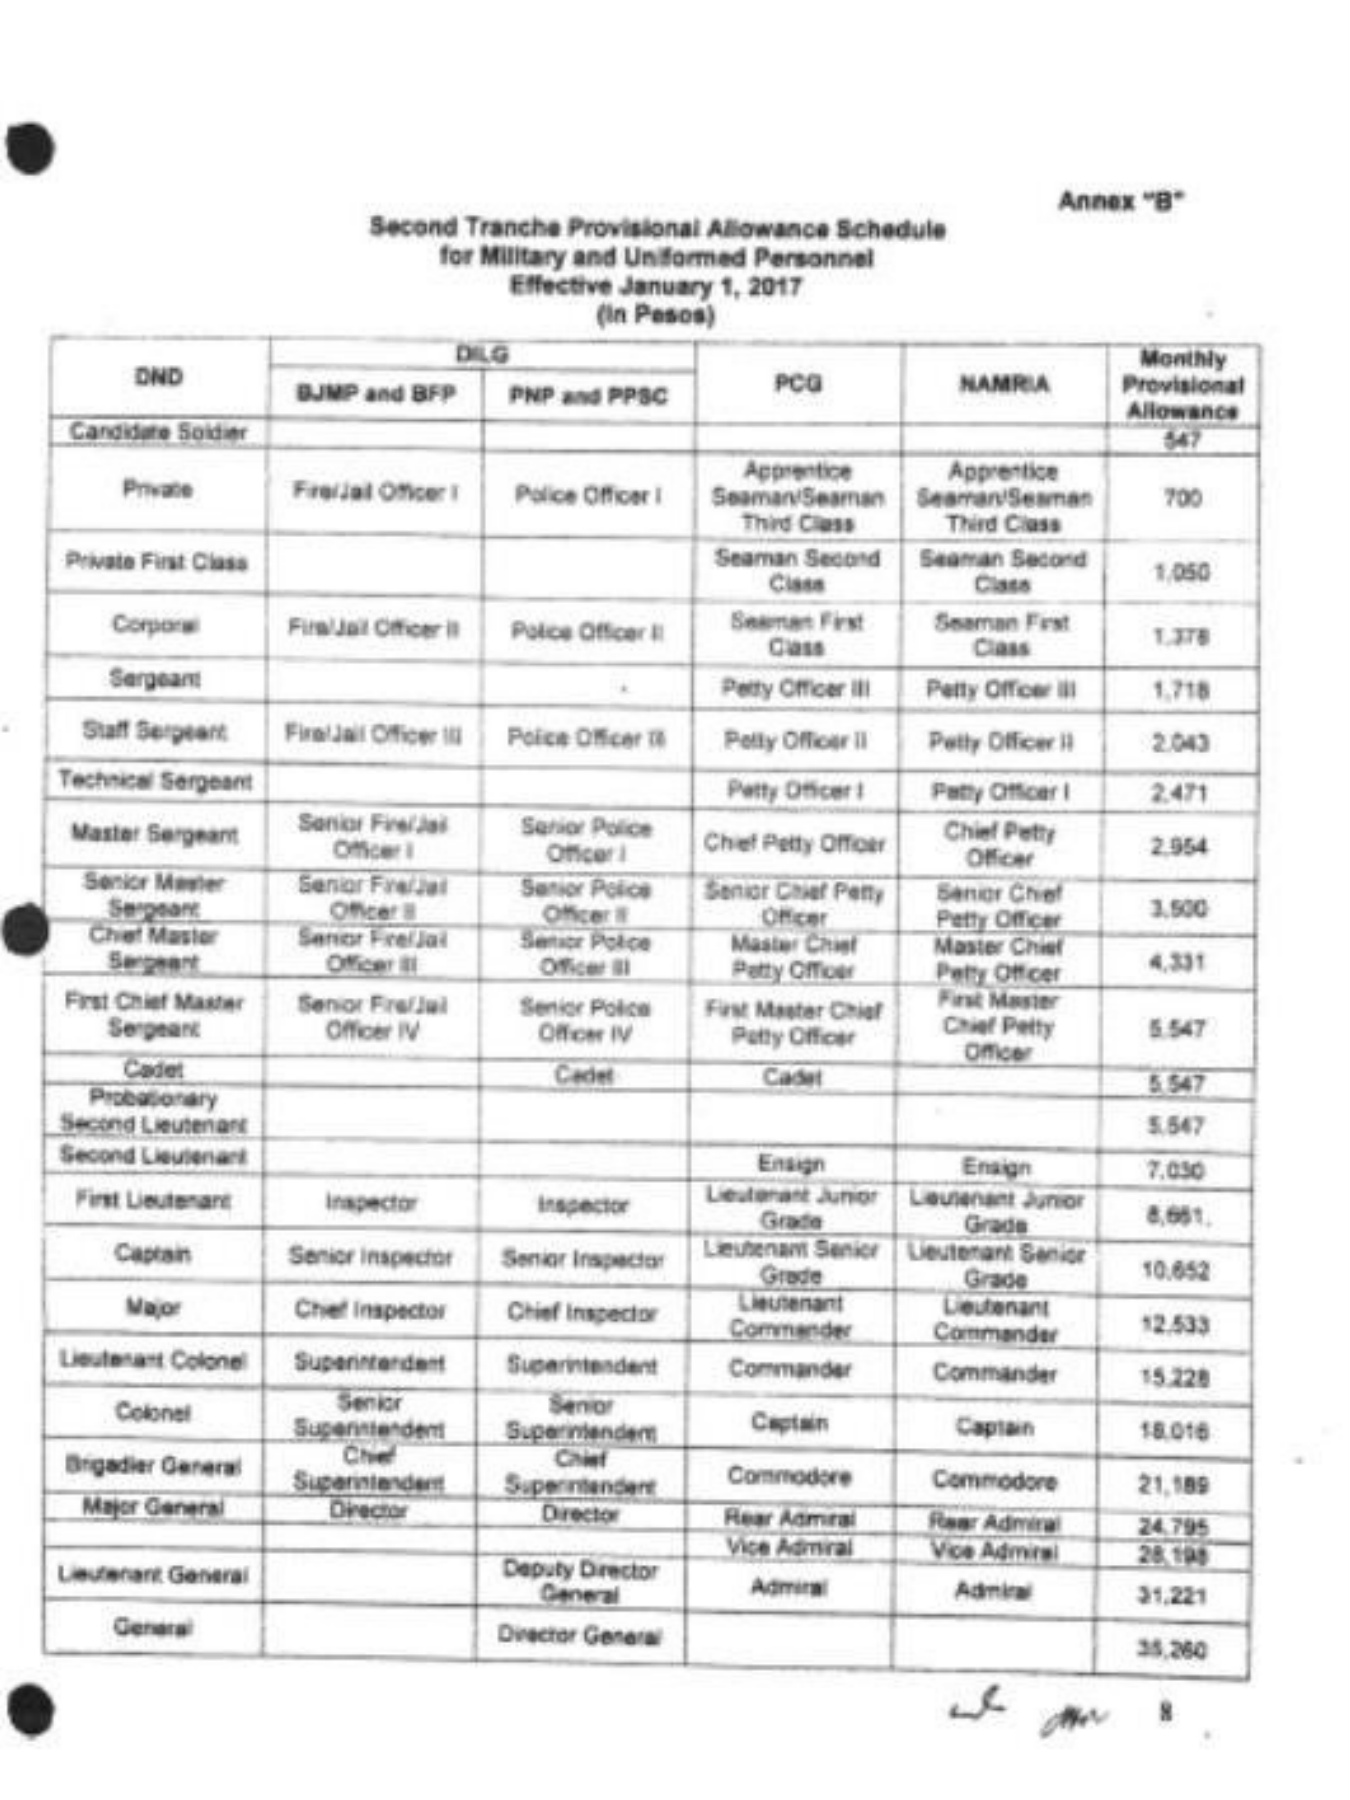 Annex "B"
Second Tranche Provisional Allowance Schedule
for Military and Uniformed Personnel
Effective January 1, 2017
(In Pesos)
DND
DILG
BJMP and BFP
PNP and PPSC
PCG
NAMRIA
Monthly
Provisional
Allowance
Candidate Soldier
547
Private
Fire/Jail Officer I
Police Officer I
Apprentice
Seaman/Seaman
Third Class
Apprentice
Seaman/Seaman
Third Class
700
Private First Class
Seaman Second
Class
Seaman Second
Class
1,050
Corporal
Fire/Jail Officer II
Police Officer II
Seaman First
Class
Seaman First
Class
1,378
Sergeant
Petty Officer III
Petty Officer III
1,718
Staff Sergeant
Fire/Jail Officer III
Police Officer III
Petty Officer II
Petty Officer II
2,043
Technical Sergeant
Petty Officer I
Petty Officer I
2,471
Master Sergeant
Senior Fire/Jail
Officer I
Senior Police
Officer I
Chief Petty Officer
Chief Petty
Officer
2,954
Senior Master
Sergeant
Senior Fire/Jail
Officer II
Senior Police
Officer II
Senior Chief Petty
Officer
Senior Chief
Petty Officer
3,500
Chief Master
Sergeant
Senior Fire/Jail
Officer III
Senior Police
Officer III
Master Chief
Petty Officer
Master Chief
Petty Officer
4,331
First Chief Master
Sergeant
Senior Fire/Jail
Officer IV
Senior Police
Officer IV
First Master Chief
Petty Officer
First Master
Chief Petty
Officer
5,547
Cadet
Cadet
Cadet
5,547
Probationary
Second Lieutenant
5,547
Second Lieutenant
Ensign
Ensign
7,030
First Lieutenant
Inspector
Inspector
Lieutenant Junior
Grade
Lieutenant Junior
Grade
8,661
Captain
Senior Inspector
Senior Inspector
Lieutenant Senior
Grade
Lieutenant Senior
Grade
10,652
Major
Chief Inspector
Chief Inspector
Lieutenant
Commander
Lieutenant
Commander
12,533
Lieutenant Colonel
Superintendent
Superintendent
Commander
Commander
15,228
Colonel
Senior
Superintendent
Senior
Superintendent
Captain
Captain
18,016
Brigadier General
Chief
Superintendent
Chief
Superintendent
Commodore
Commodore
21,189
Major General
Director
Director
Rear Admiral
Rear Admiral
24,795
Vice Admiral
Vice Admiral
28,198
Lieutenant General
Deputy Director
General
Admiral
Admiral
31,221
General
Director General
35,260
8